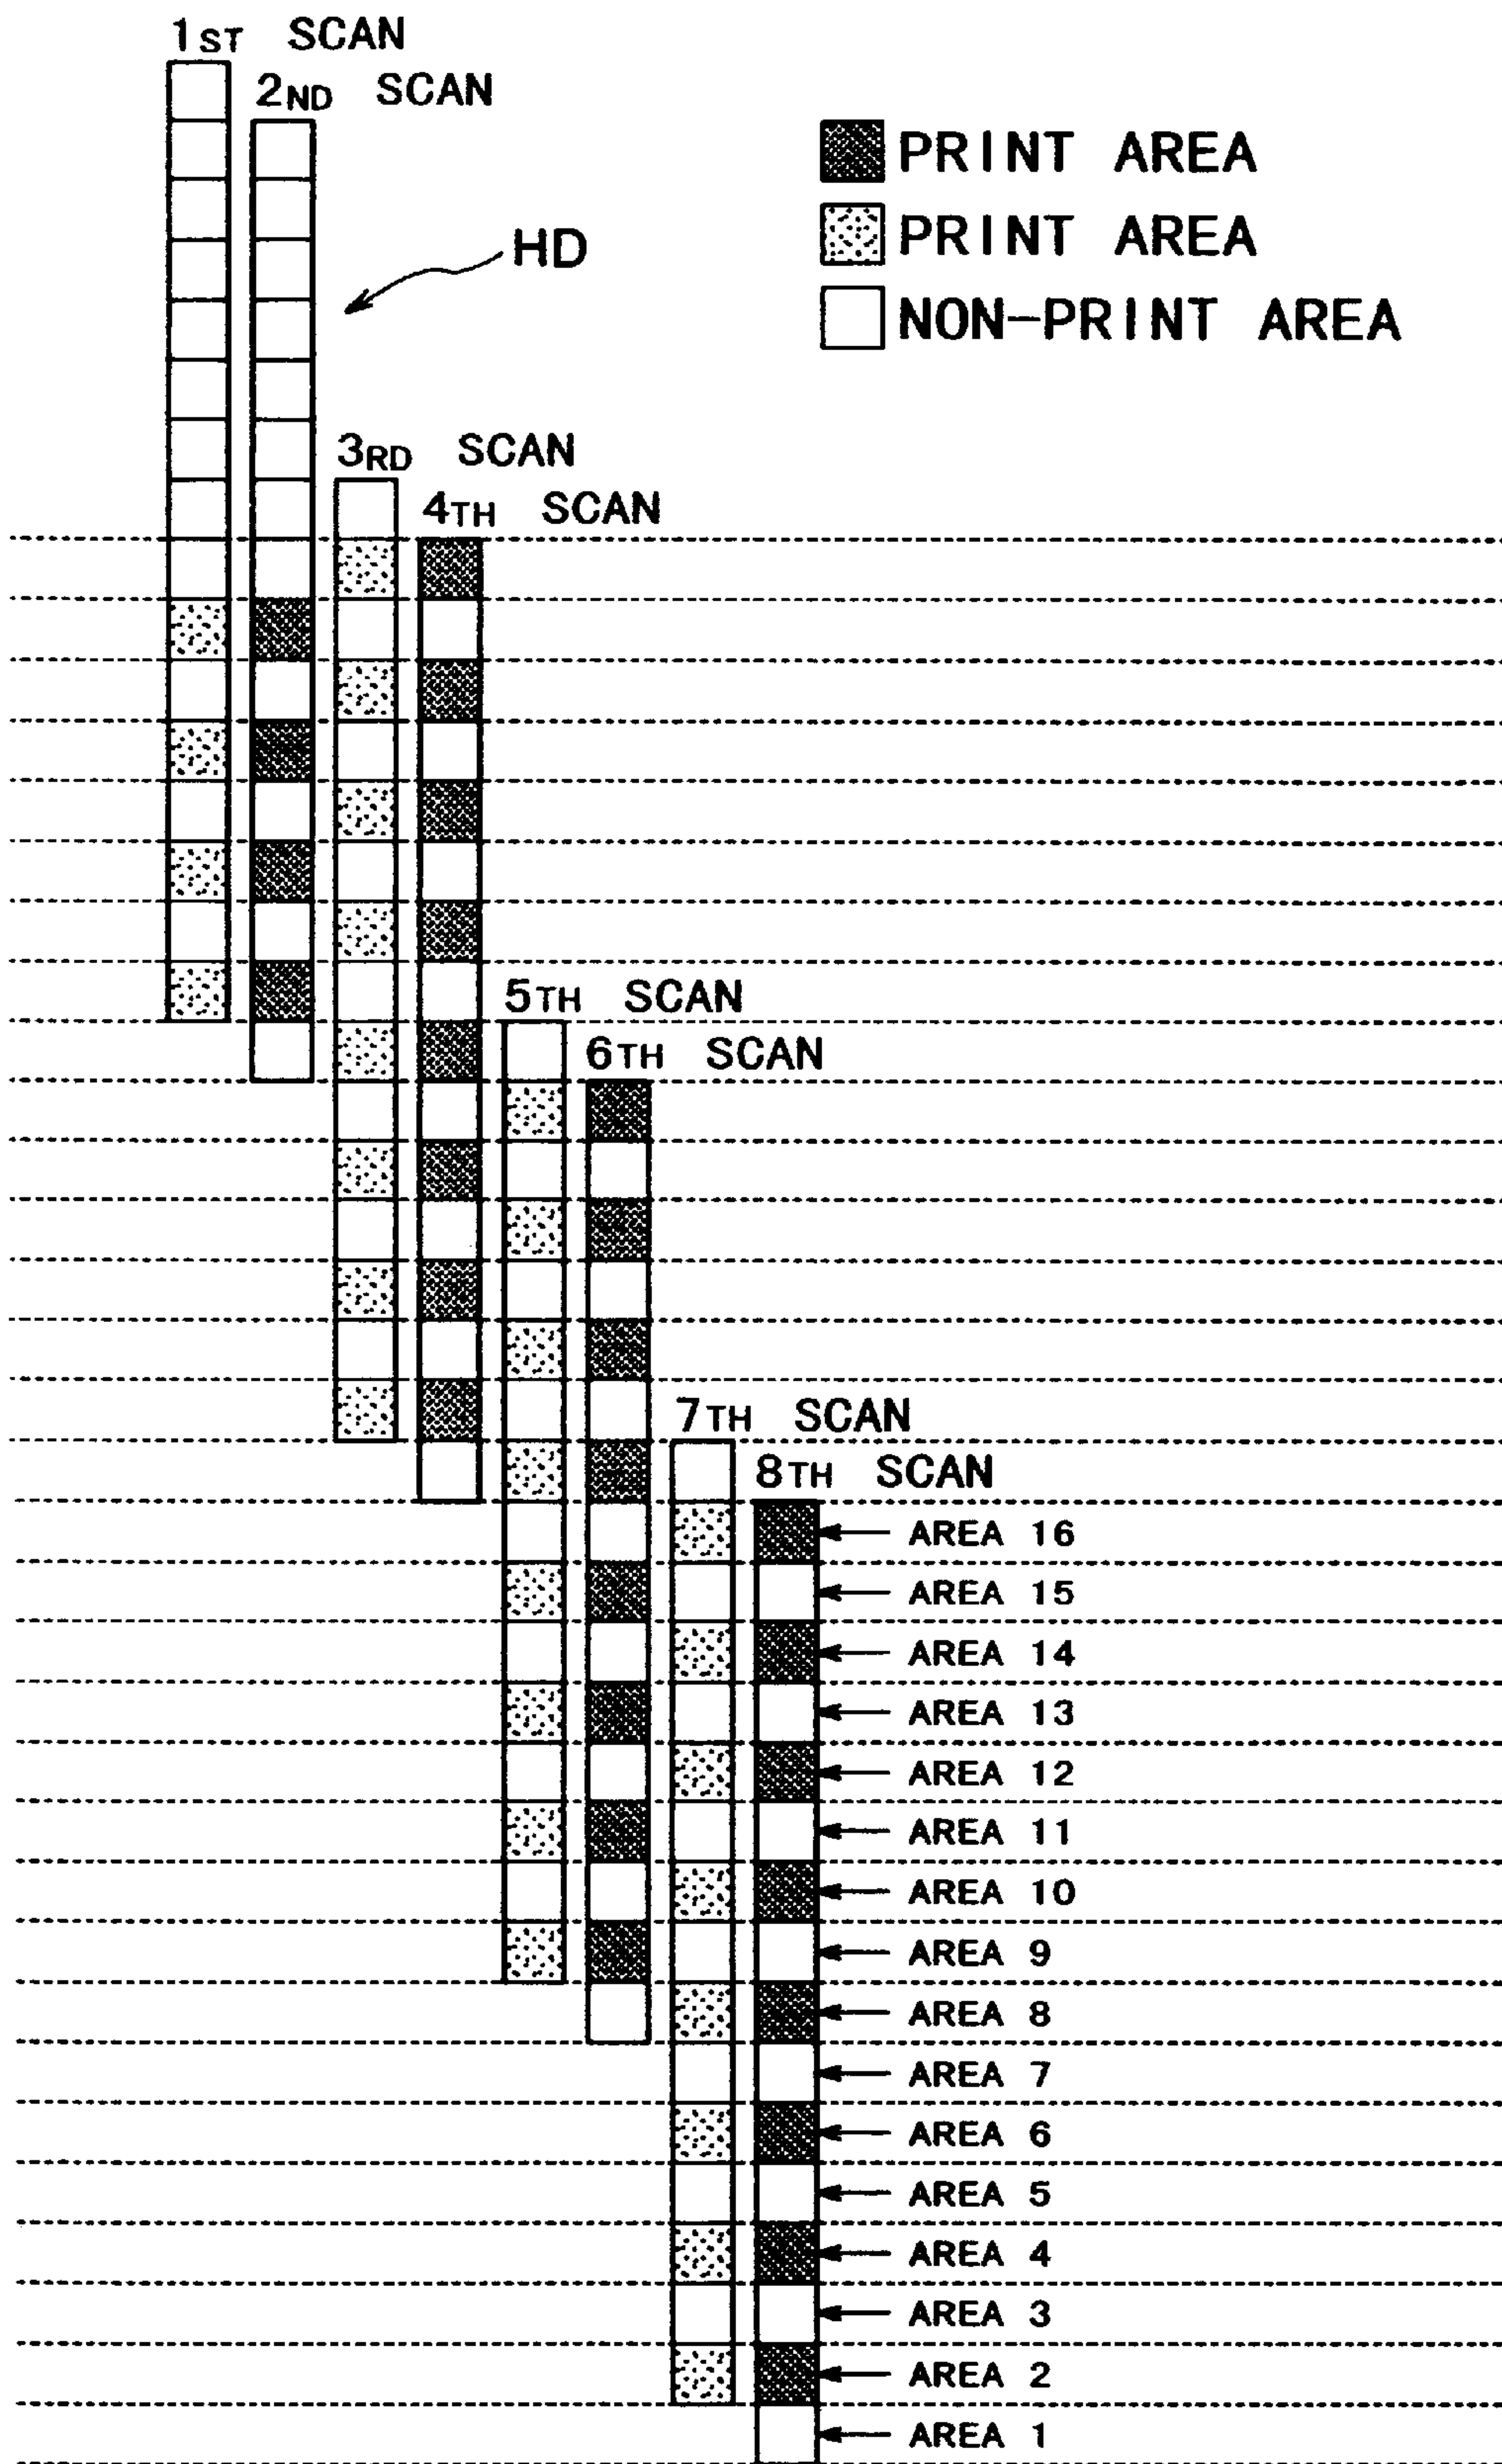 1ST SCAN
2ND SCAN
PRINT AREA
PRINT AREA
HD
NON-PRINT AREA
3RD SCAN
4TH SCAN
5TH SCAN
6TH SCAN
7TH SCAN
8TH SCAN
AREA 16
AREA 15
AREA 14
AREA 13
AREA 12
AREA 11
AREA 10
AREA 9
AREA 8
AREA 7
AREA 6
AREA 5
AREA 4
AREA 3
AREA 2
AREA 1